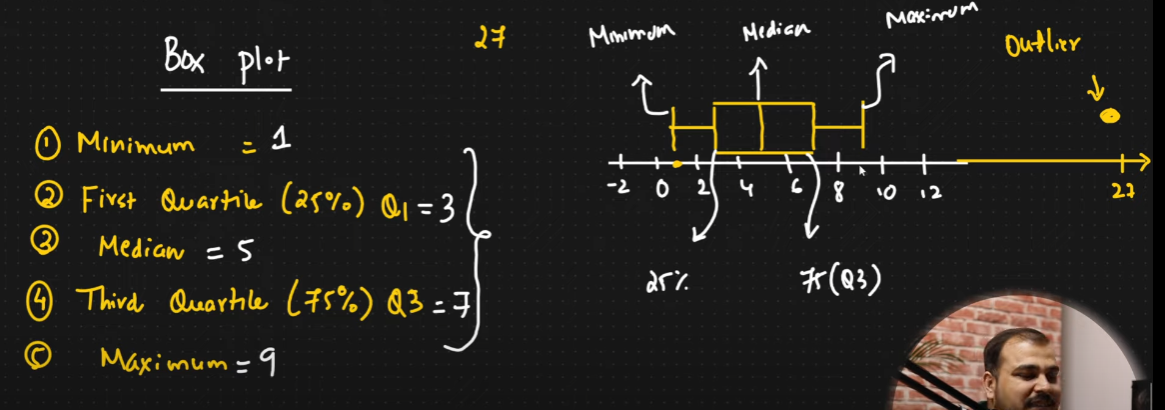 Box plot
① Minimum = 1
② First Quartile (25%) Q1 = 3
③ Median = 5
④ Third Quartile (75%) Q3 = 7
⑤ Maximum = 9
27
Minimum
Median
Maximum
Outlier
-2 0 2 4 6 8 10 12 27
25%
75 (Q3)